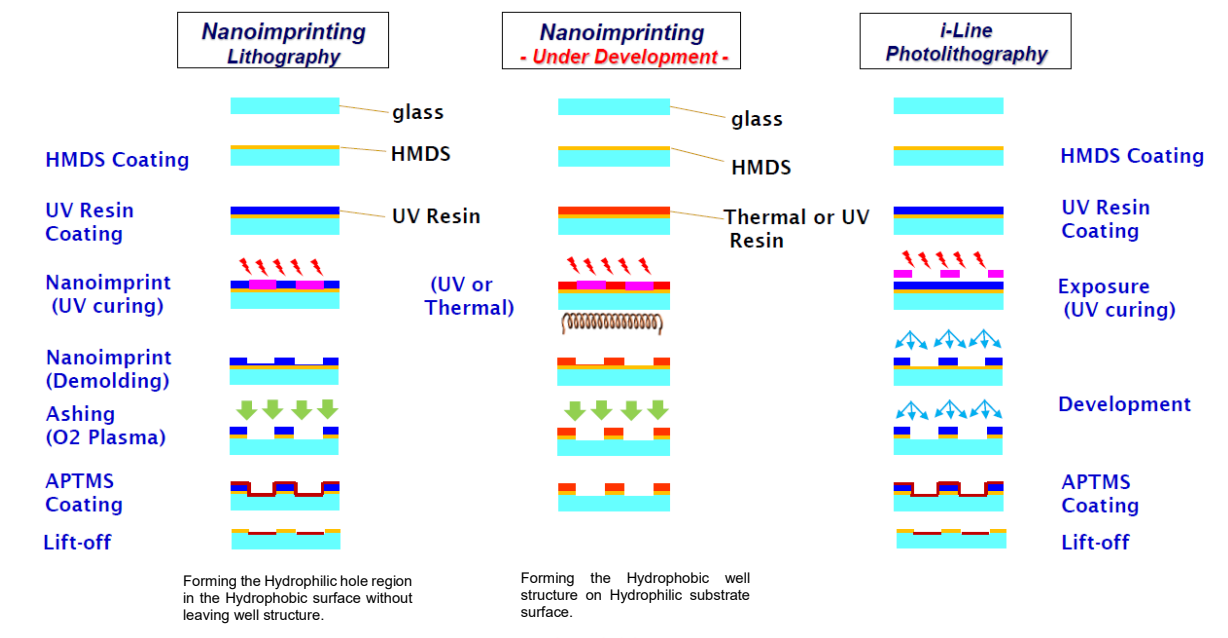 Nanoimprinting
Lithography
Nanoimprinting
- Under Development -
i-Line
Photolithography
glass
glass
HMDS Coating
HMDS
HMDS
HMDS Coating
UV Resin
Coating
UV Resin
Thermal or UV
Resin
UV Resin
Coating
Nanoimprint
(UV curing)
(UV or
Thermal)
Exposure
(UV curing)
Nanoimprint
(Demolding)
Ashing
(O2 Plasma)
Development
APTMS
Coating
APTMS
Coating
Lift-off
Lift-off
Forming the Hydrophilic hole region
in the Hydrophobic surface without
leaving well structure.
Forming the Hydrophobic well
structure on Hydrophilic substrate
surface.